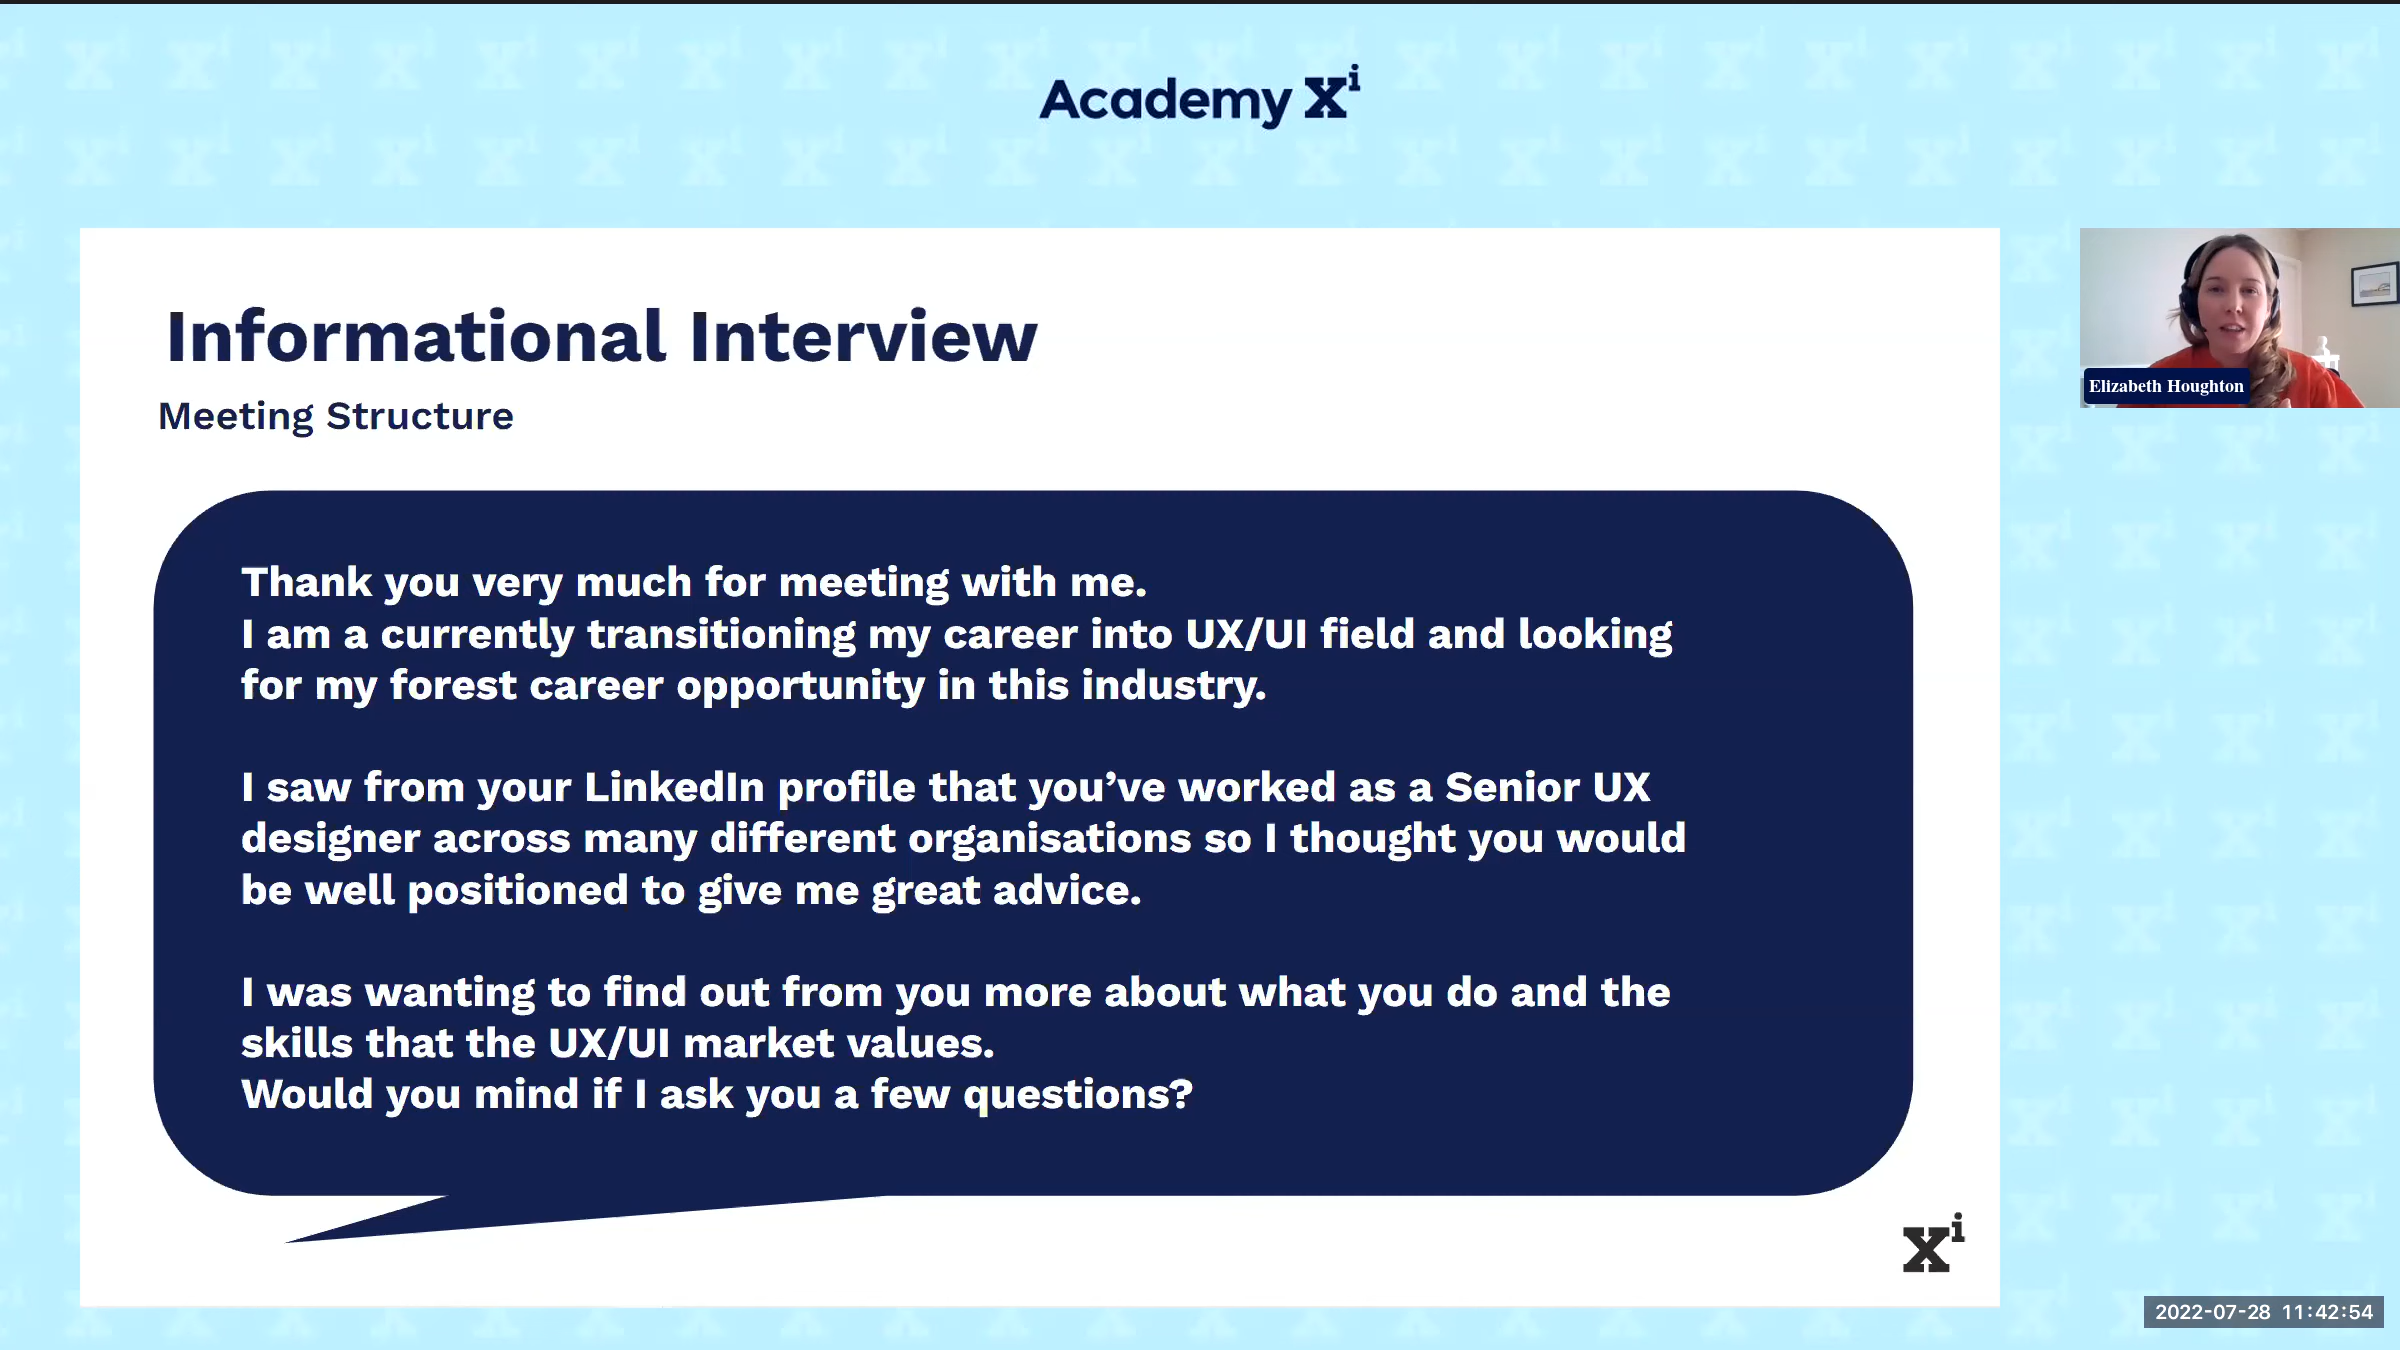 Academy Xi
Informational Interview
Meeting Structure
Elizabeth Houghton
Thank you very much for meeting with me.
I am a currently transitioning my career into UX/UI field and looking
for my forest career opportunity in this industry.
I saw from your LinkedIn profile that you’ve worked as a Senior UX
designer across many different organisations so I thought you would
be well positioned to give me great advice.
I was wanting to find out from you more about what you do and the
skills that the UX/UI market values.
Would you mind if I ask you a few questions?
Xi
2022-07-28 11:42:54